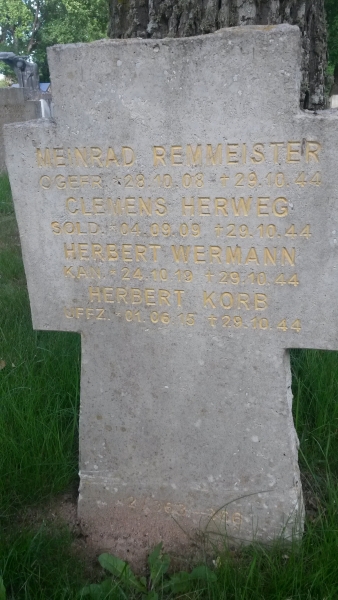 MEINRAD REMMEISTER
OGEFR. *28.10.08 †29.10.44
CLEMENS HERWEG
SOLD. *04.09.09 †29.10.44
HERBERT WERMANN
KAN. *24.10.19 †29.10.44
HERBERT KORB
UFFZ. *01.06.15 †29.10.44